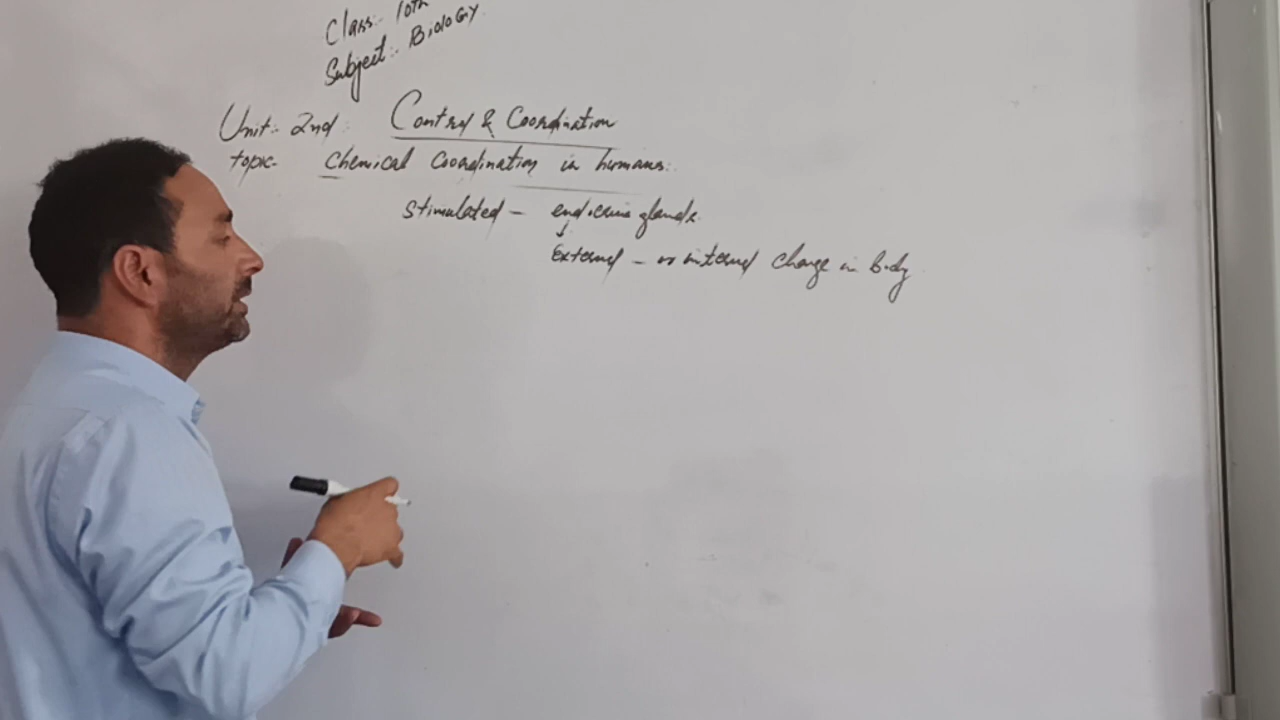 Class:- 10th
Subject:- Biology
Unit:- 2nd: Control & Coordination
topic- Chemical Coordination in humans:
stimulated - endocrine glands
↓
External - or internal change in body